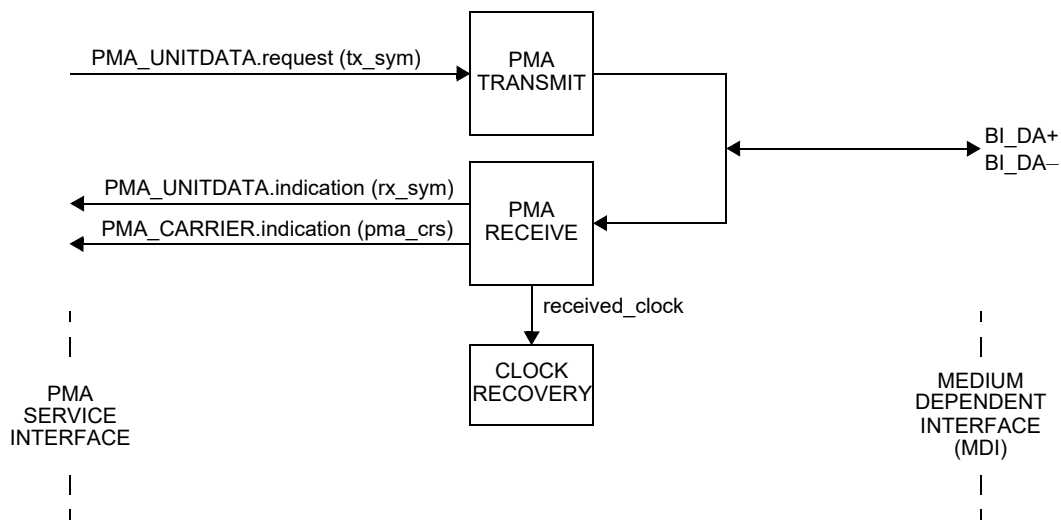 PMA_UNITDATA.request (tx_sym)
PMA
TRANSMIT
BI_DA+
BI_DA–
PMA_UNITDATA.indication (rx_sym)
PMA_CARRIER.indication (pma_crs)
PMA
RECEIVE
received_clock
CLOCK
RECOVERY
PMA
SERVICE
INTERFACE
MEDIUM
DEPENDENT
INTERFACE
(MDI)